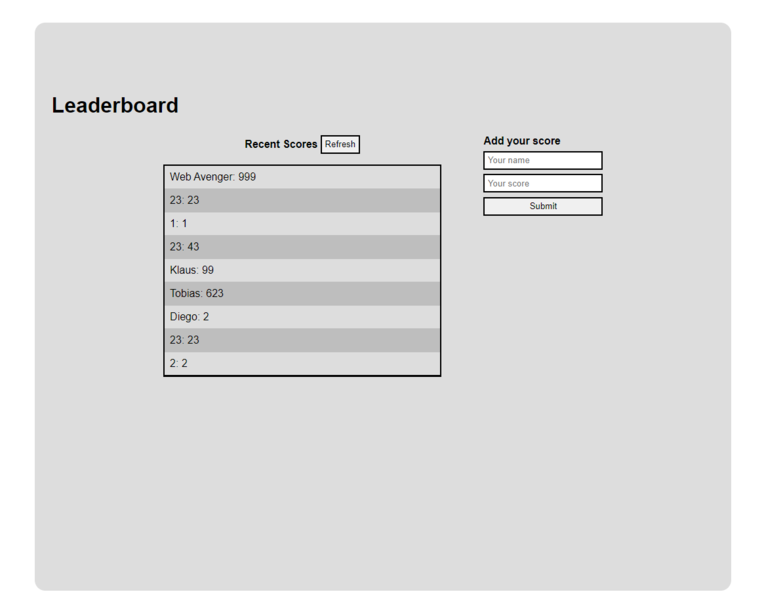 Leaderboard
Recent Scores Refresh
Web Avenger: 999
23: 23
1: 1
23: 43
Klaus: 99
Tobias: 623
Diego: 2
23: 23
2: 2
Add your score
Your name
Your score
Submit